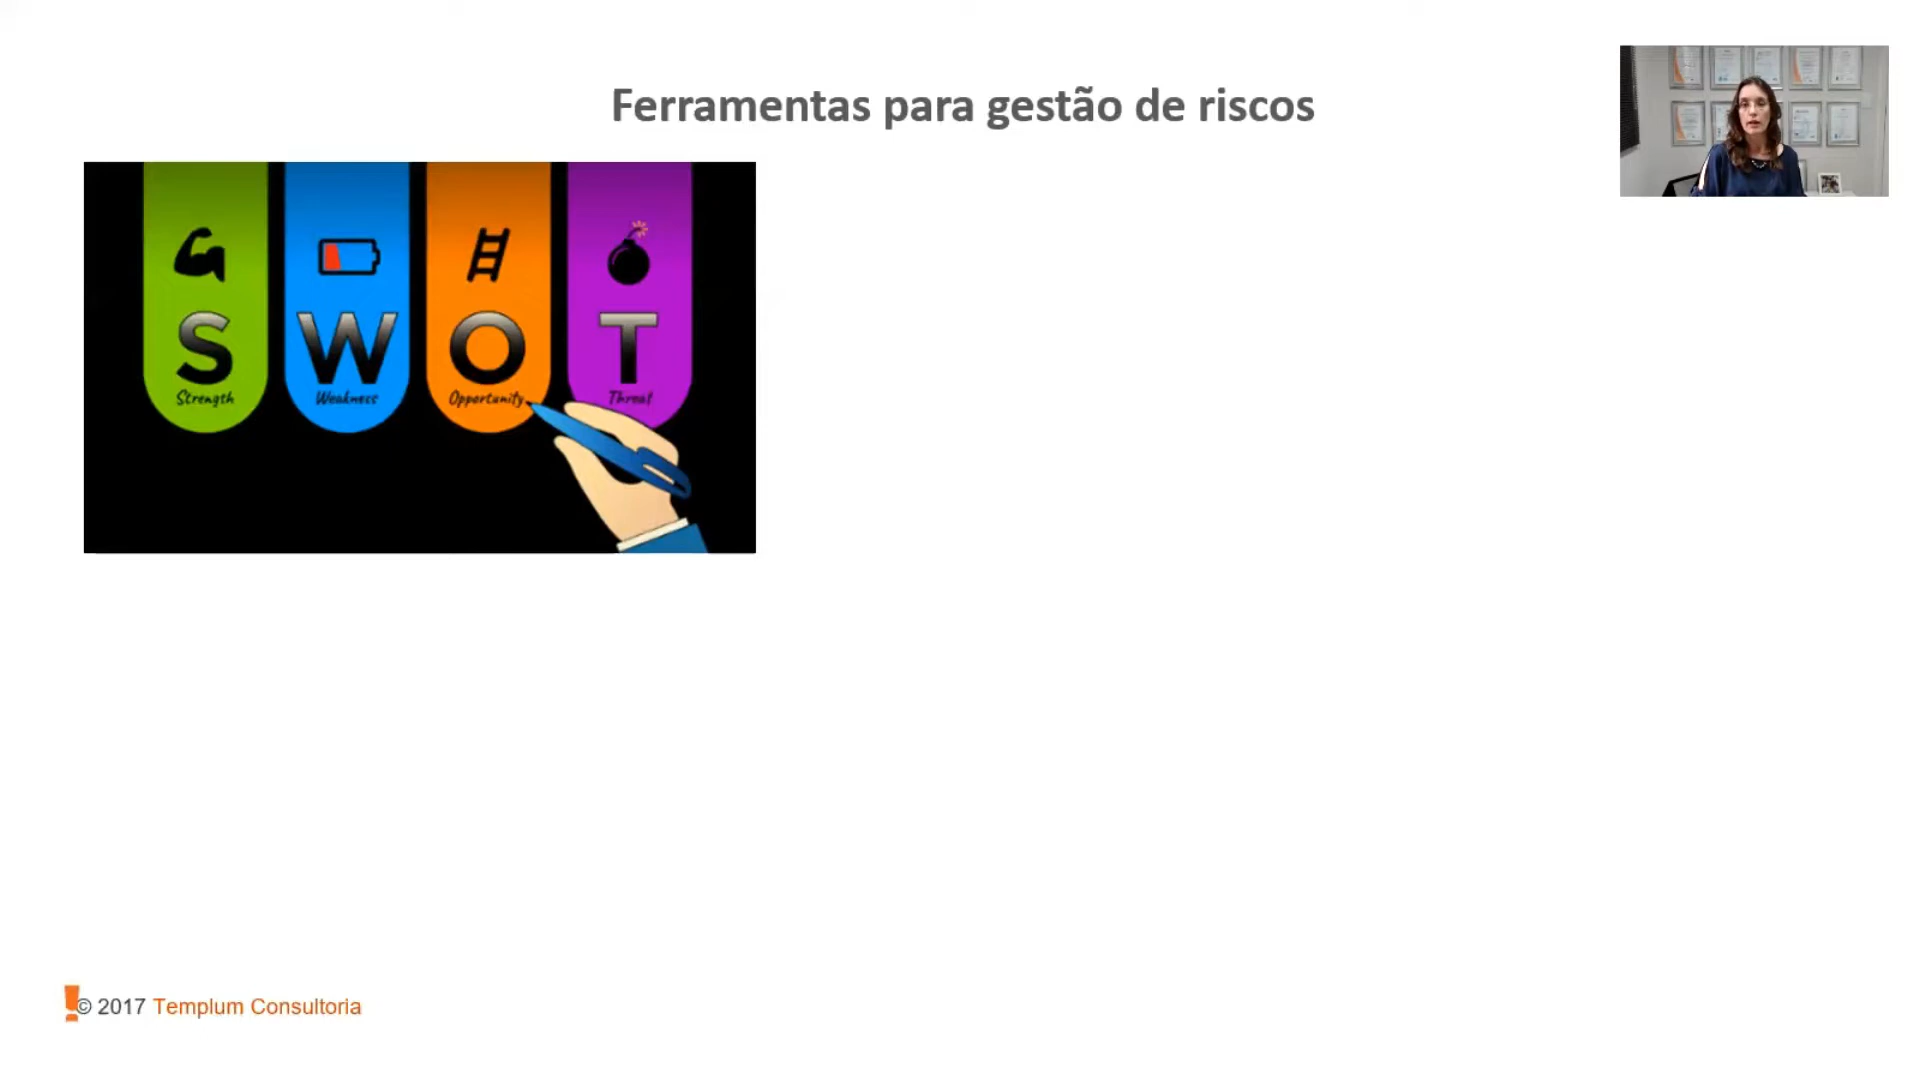 Ferramentas para gestão de riscos
S W O T
Strength Weakness Opportunity Threat
© 2017 Templum Consultoria